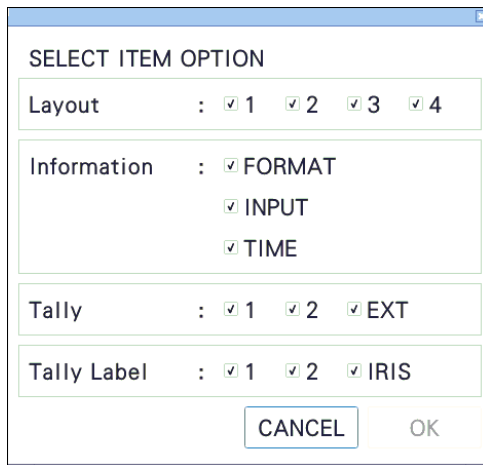 SELECT ITEM OPTION
Layout : 1 2 3 4
Information : FORMAT
INPUT
TIME
Tally : 1 2 EXT
Tally Label : 1 2 IRIS
CANCEL OK